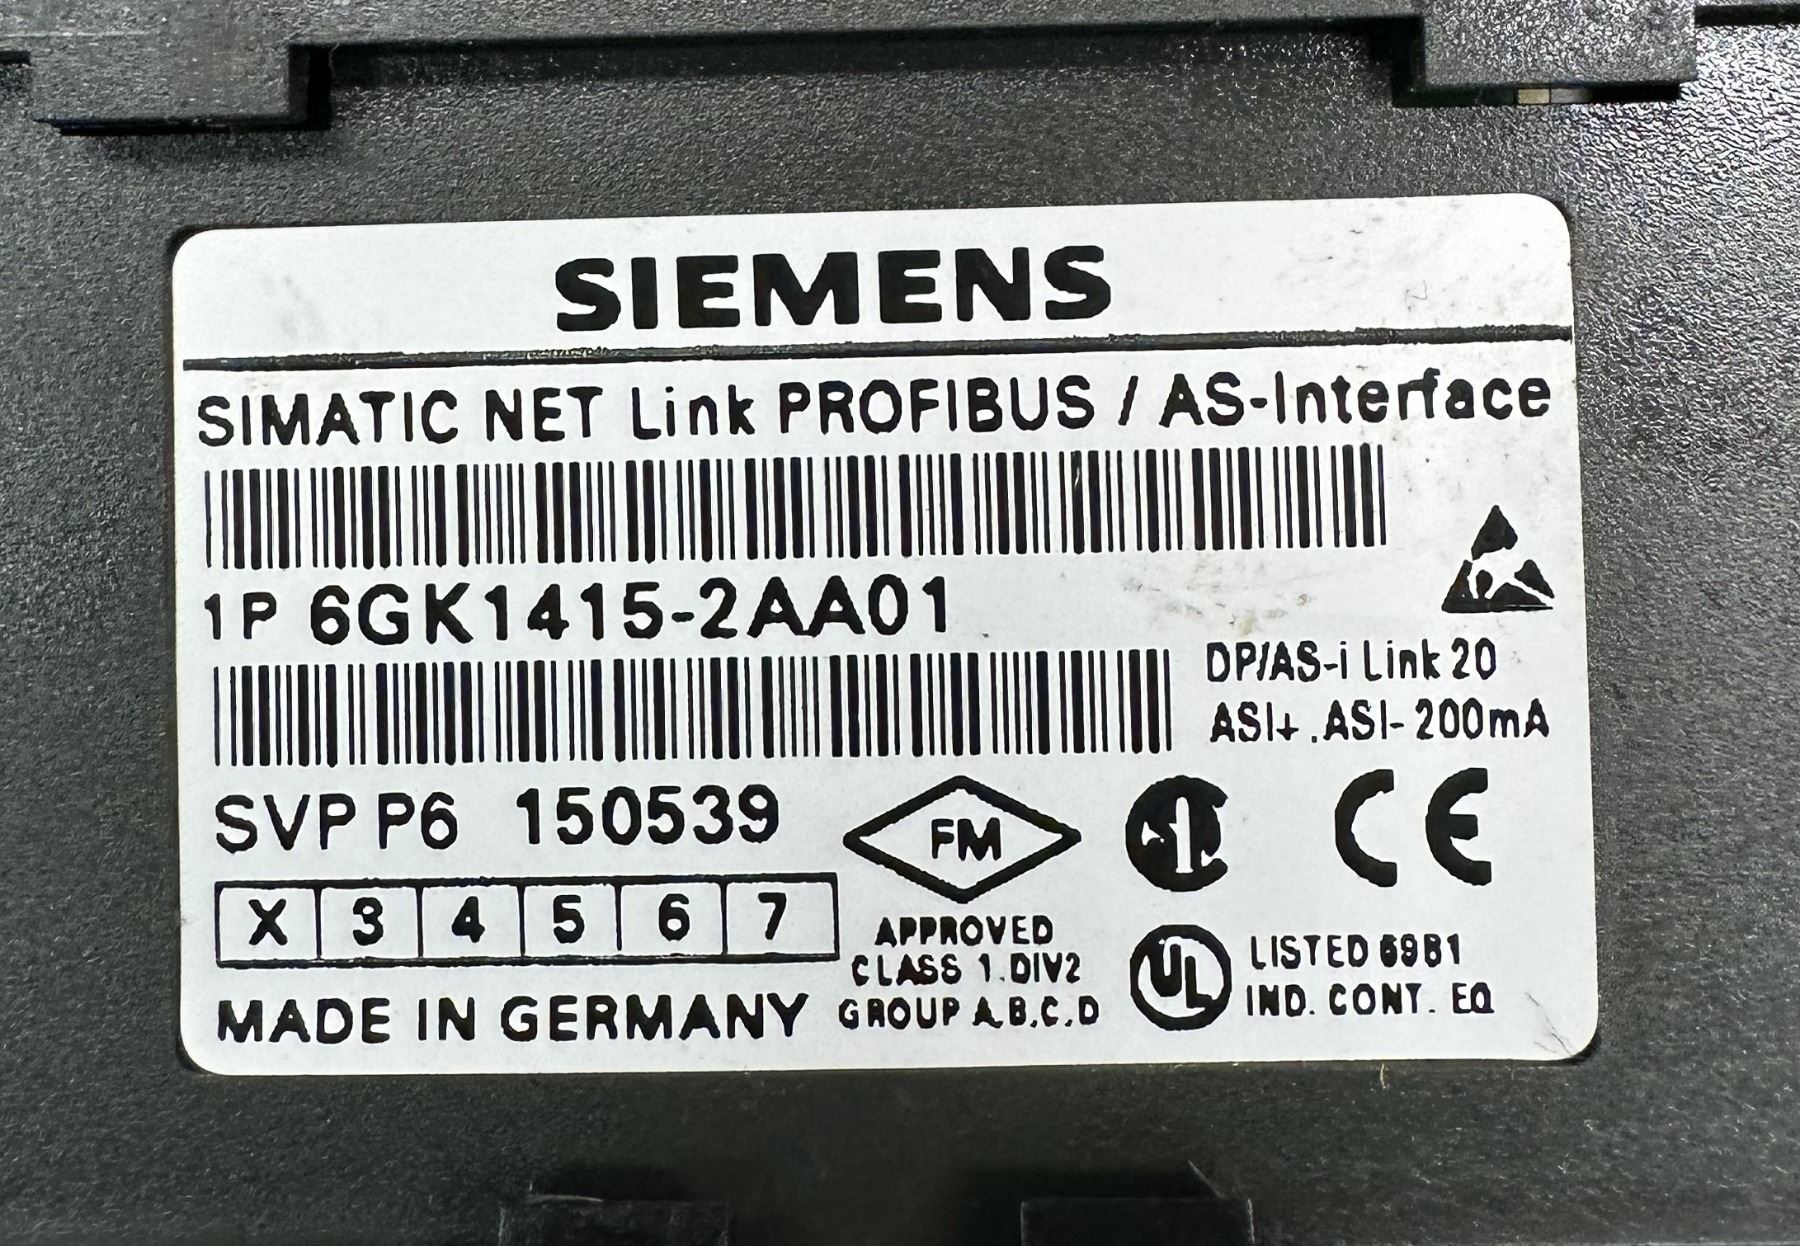 SIEMENS
SIMATIC NET Link PROFIBUS / AS-Interface
1P 6GK1415-2AA01
DP/AS-i Link 20
ASI+ . ASI- 200mA
SVP P6 150539
X 3 4 5 6 7
MADE IN GERMANY
FM
APPROVED
CLASS 1. DIV2
GROUP A,B,C,D
CE
UL
LISTED 69B1
IND. CONT. EQ